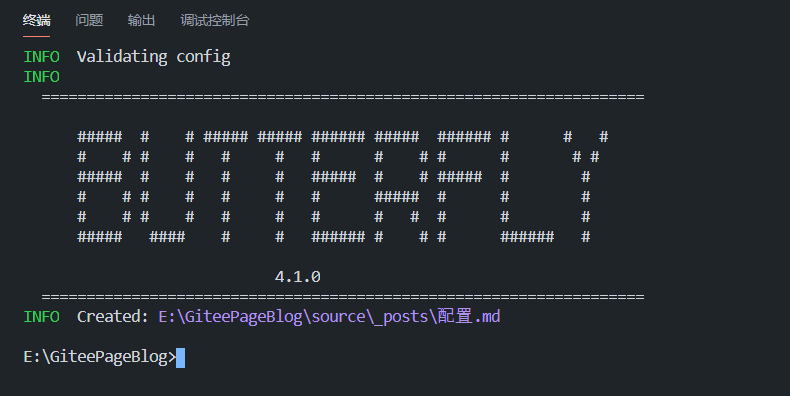 终端 问题 输出 调试控制台
INFO  Validating config
INFO
  ===================================================================

      #####  #    # ##### ##### ###### #####  ###### #      #   #
      #    # #    #   #     #   #      #    # #      #       # #
      #####  #    #   #     #   #####  #    # #####  #        #
      #    # #    #   #     #   #      #####  #      #        #
      #    # #    #   #     #   #      #   #  #      #        #
      #####   ####    #     #   ###### #    # #      ######   #

                            4.1.0
  ===================================================================
INFO  Created: E:\GiteePageBlog\source\_posts\配置.md

E:\GiteePageBlog>